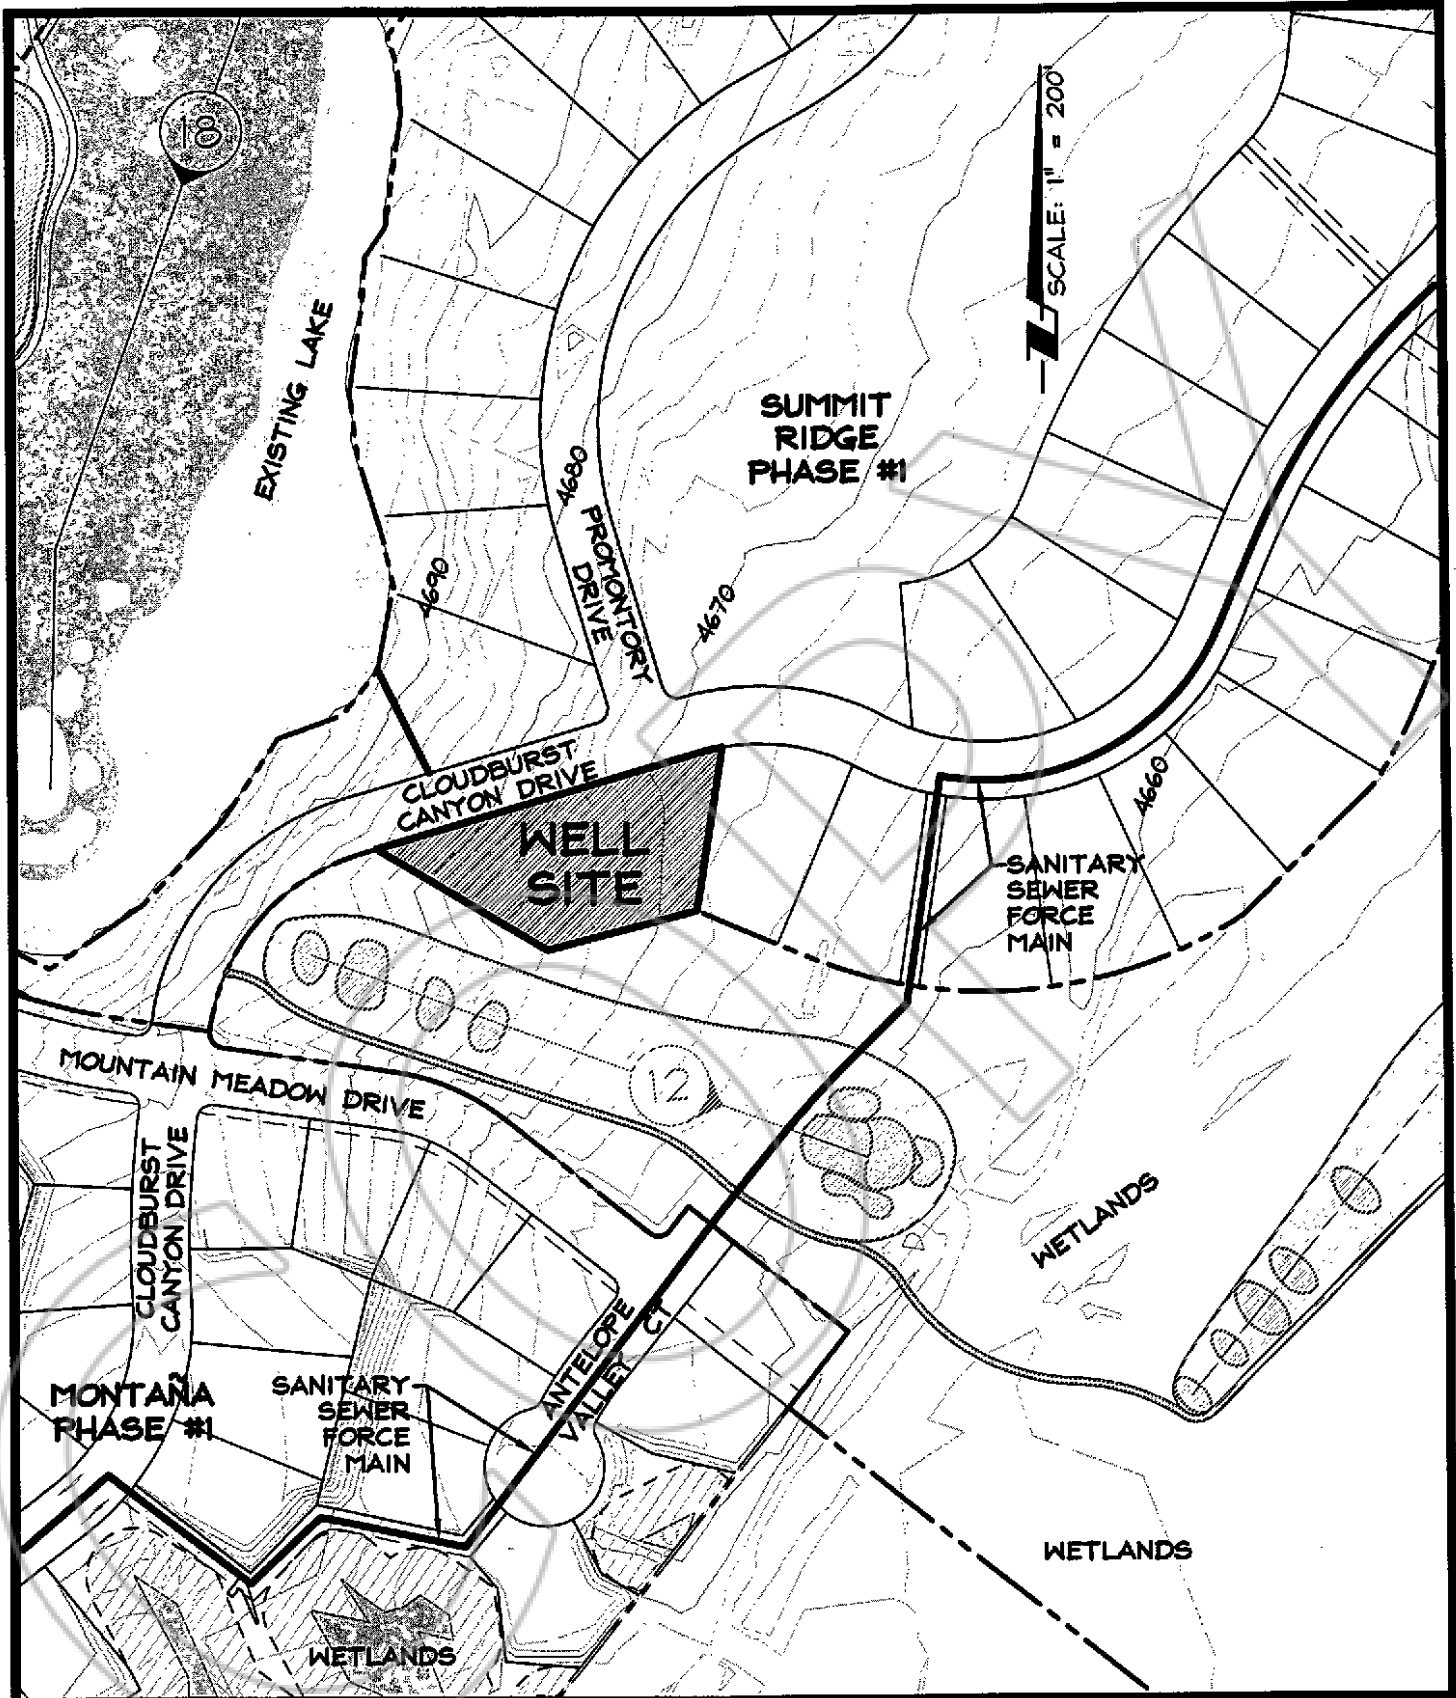 18
SCALE: 1" = 200'
EXISTING LAKE
SUMMIT
RIDGE
PHASE #1
4680
PROMONTORY
DRIVE
4690
4670
CLOUDBURST
CANYON DRIVE
WELL
SITE
4660
SANITARY
SEWER
FORCE
MAIN
MOUNTAIN MEADOW DRIVE
12
CLOUDBURST
CANYON DRIVE
WETLANDS
ANTELOPE
VALLEY CT
MONTAÑA
PHASE #1
SANITARY
SEWER
FORCE
MAIN
WETLANDS
WETLANDS
COPY